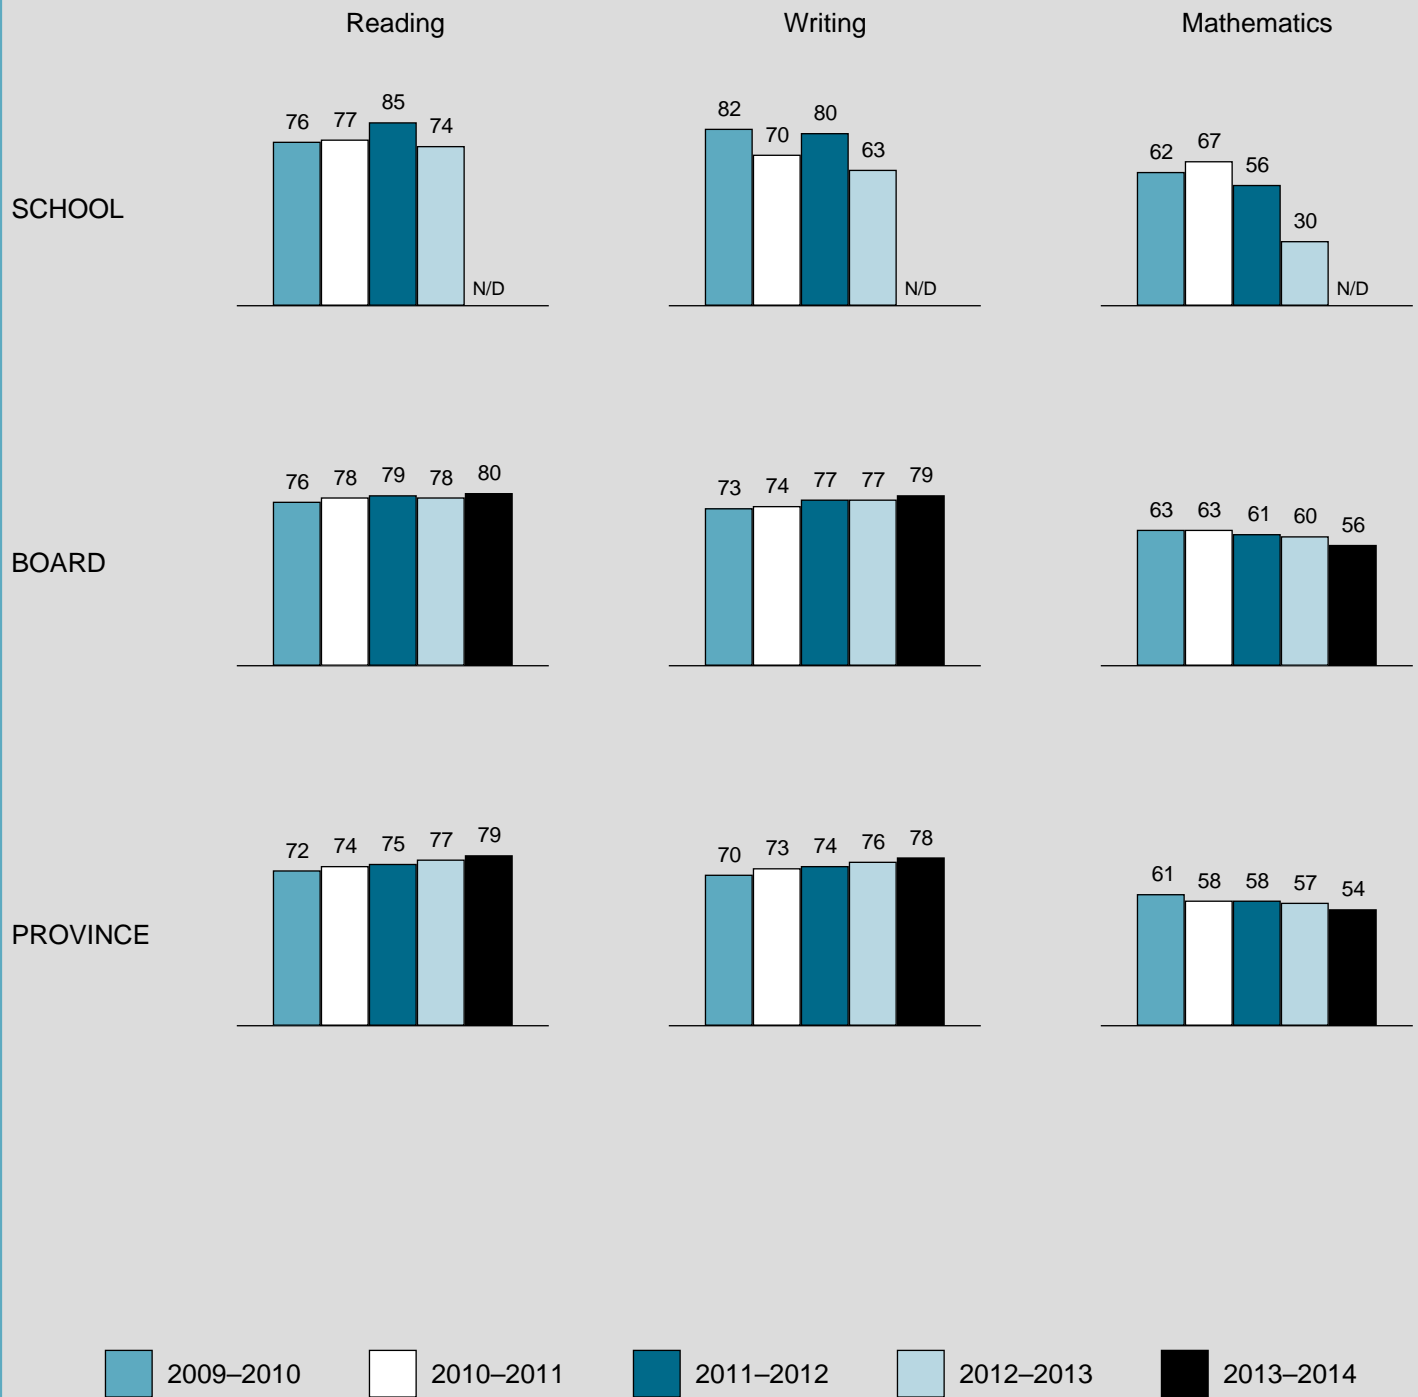 Reading Writing Mathematics
SCHOOL
76 77 85 74 N/D
82 70 80 63 N/D
62 67 56 30 N/D
BOARD
76 78 79 78 80
73 74 77 77 79
63 63 61 60 56
PROVINCE
72 74 75 77 79
70 73 74 76 78
61 58 58 57 54
2009–2010 2010–2011 2011–2012 2012–2013 2013–2014